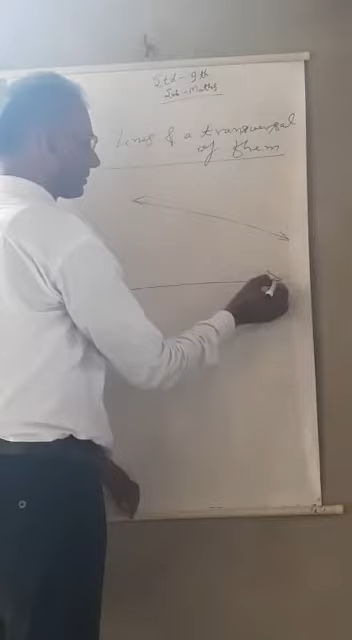 Std - 9th
Sub - Maths
Lines & a transversal
of them